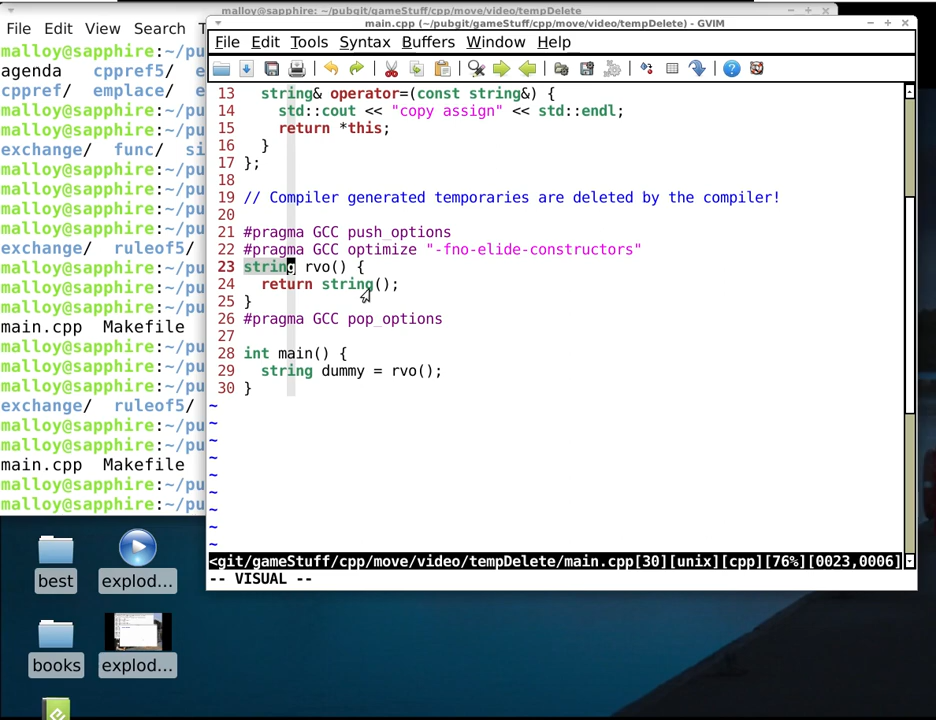 malloy@sapphire: ~/pubgit/gameStuff/cpp/move/video/tempDelete
File Edit View Search T
malloy@sapphire:~/pu
agenda cppref5/ e
cppref/ emplace/ e
malloy@sapphire:~/pu
malloy@sapphire:~/pu
exchange/ func/ si
malloy@sapphire:~/pu
malloy@sapphire:~/pu
malloy@sapphire:~/pu
malloy@sapphire:~/pu
exchange/ ruleof5/
malloy@sapphire:~/pu
malloy@sapphire:~/pu
malloy@sapphire:~/pu
main.cpp Makefile
malloy@sapphire:~/pu
malloy@sapphire:~/pu
malloy@sapphire:~/pu
exchange/ ruleof5/
malloy@sapphire:~/pu
malloy@sapphire:~/pu
main.cpp Makefile
malloy@sapphire:~/pu
malloy@sapphire:~/pu
main.cpp (~/pubgit/gameStuff/cpp/move/video/tempDelete) - GVIM
File Edit Tools Syntax Buffers Window Help
13 string& operator=(const string&) {
14 std::cout << "copy assign" << std::endl;
15 return *this;
16 }
17 };
18
19 // Compiler generated temporaries are deleted by the compiler!
20
21 #pragma GCC push_options
22 #pragma GCC optimize "-fno-elide-constructors"
23 string rvo() {
24 return string();
25 }
26 #pragma GCC pop_options
27
28 int main() {
29 string dummy = rvo();
30 }
~
~
~
~
~
~
~
~
~
<git/gameStuff/cpp/move/video/tempDelete/main.cpp[30][unix][cpp][76%][0023,0006]
-- VISUAL --
best
explod...
books
explod...